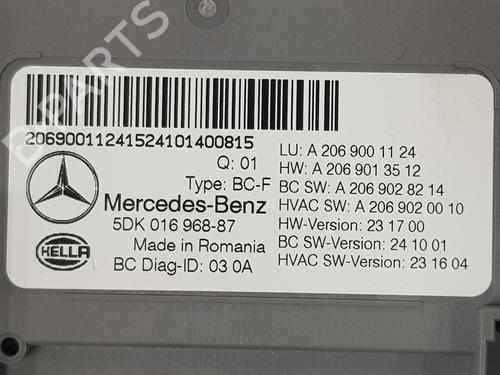 B PARTS
20690011241524101400815
Q: 01
Type: BC-F
Mercedes-Benz
5DK 016 968-87
HELLA
Made in Romania
BC Diag-ID: 03 0A
LU: A 206 900 11 24
HW: A 206 901 35 12
BC SW: A 206 902 82 14
HVAC SW: A 206 902 00 10
HW-Version: 23 17 00
BC SW-Version: 24 10 01
HVAC SW-Version: 23 16 04